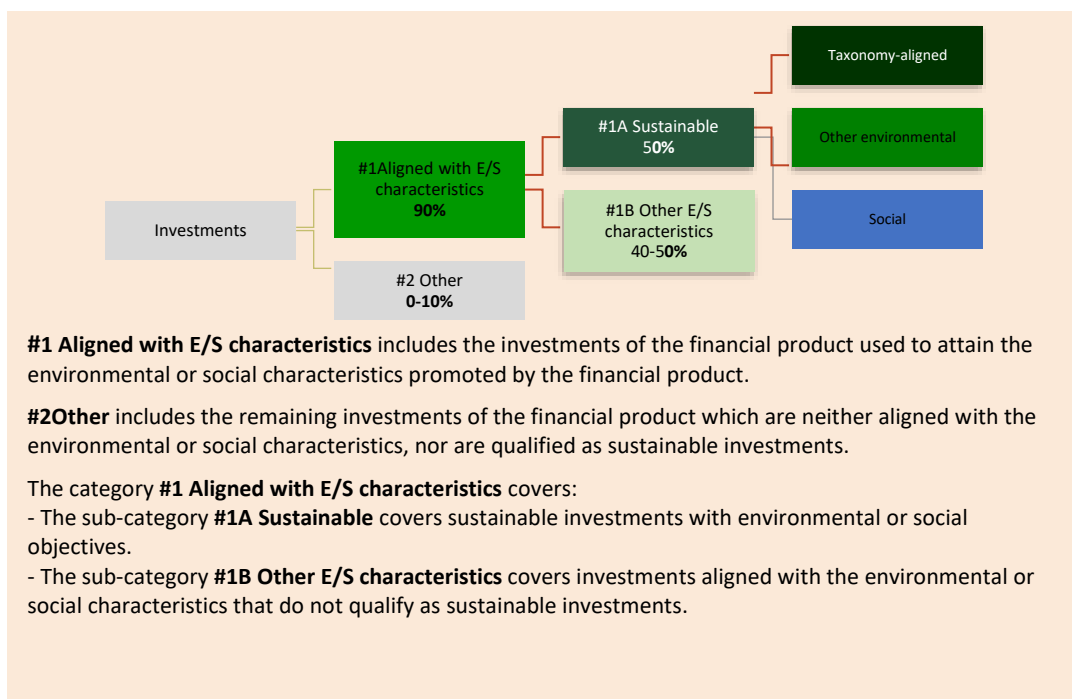 Investments
#1Aligned with E/S
characteristics
90%
#2 Other
0-10%
#1A Sustainable
50%
#1B Other E/S
characteristics
40-50%
Taxonomy-aligned
Other environmental
Social
#1 Aligned with E/S characteristics includes the investments of the financial product used to attain the
environmental or social characteristics promoted by the financial product.
#2Other includes the remaining investments of the financial product which are neither aligned with the
environmental or social characteristics, nor are qualified as sustainable investments.
The category #1 Aligned with E/S characteristics covers:
- The sub-category #1A Sustainable covers sustainable investments with environmental or social
objectives.
- The sub-category #1B Other E/S characteristics covers investments aligned with the environmental or
social characteristics that do not qualify as sustainable investments.